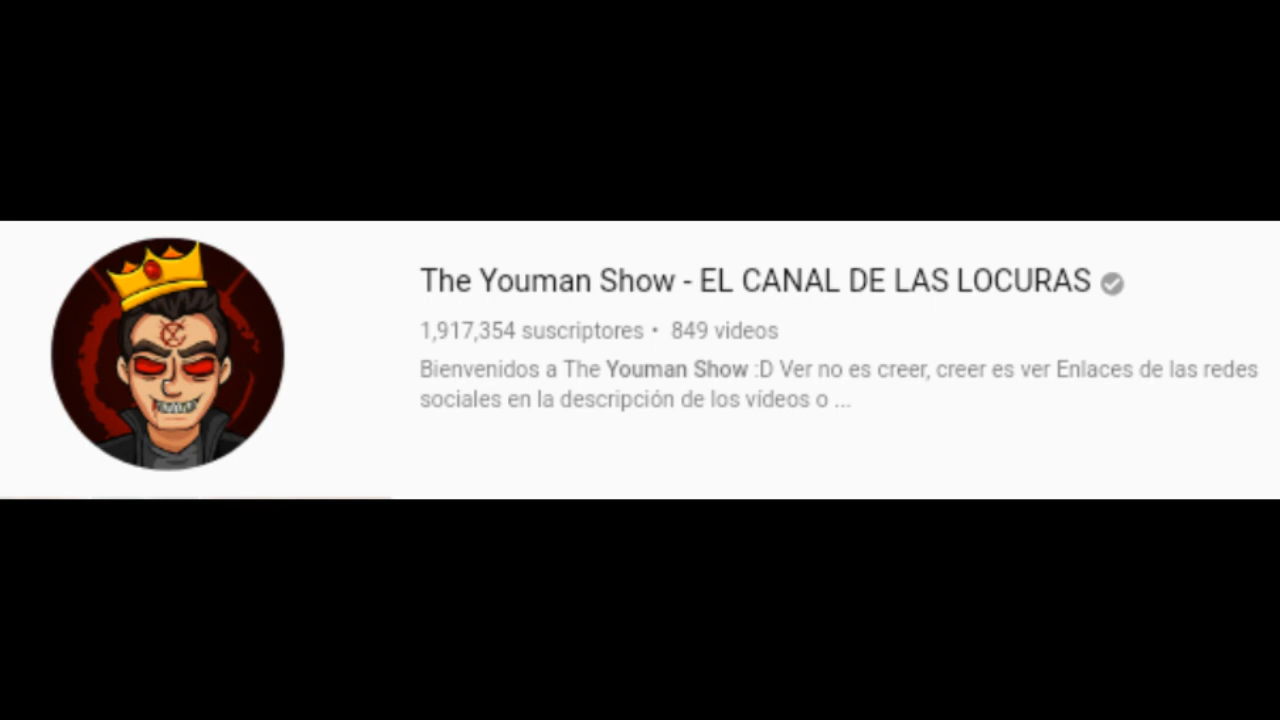 The Youman Show - EL CANAL DE LAS LOCURAS
1,917,354 suscriptores • 849 videos
Bienvenidos a The Youman Show :D Ver no es creer, creer es ver Enlaces de las redes
sociales en la descripción de los vídeos o ...